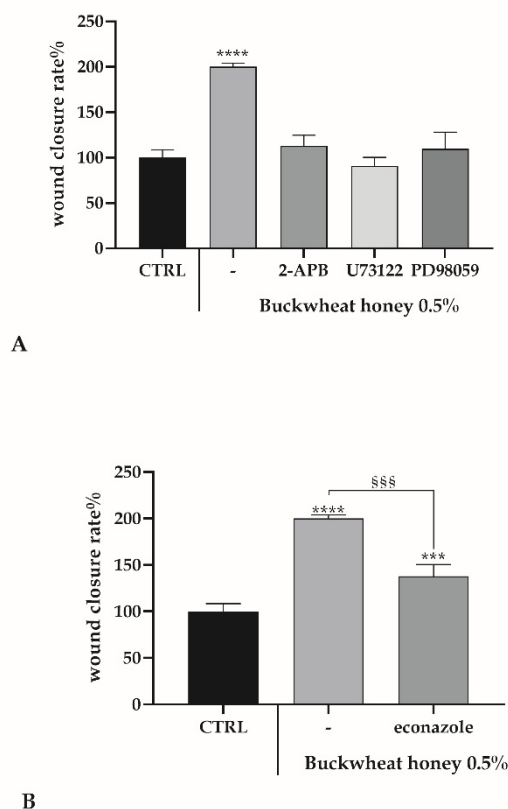 wound closure rate%
250
200
150
100
50
0
****
CTRL - 2-APB U73122 PD98059
Buckwheat honey 0.5%
A
wound closure rate%
250
200
150
100
50
0
§§§
****
***
CTRL - econazole
Buckwheat honey 0.5%
B